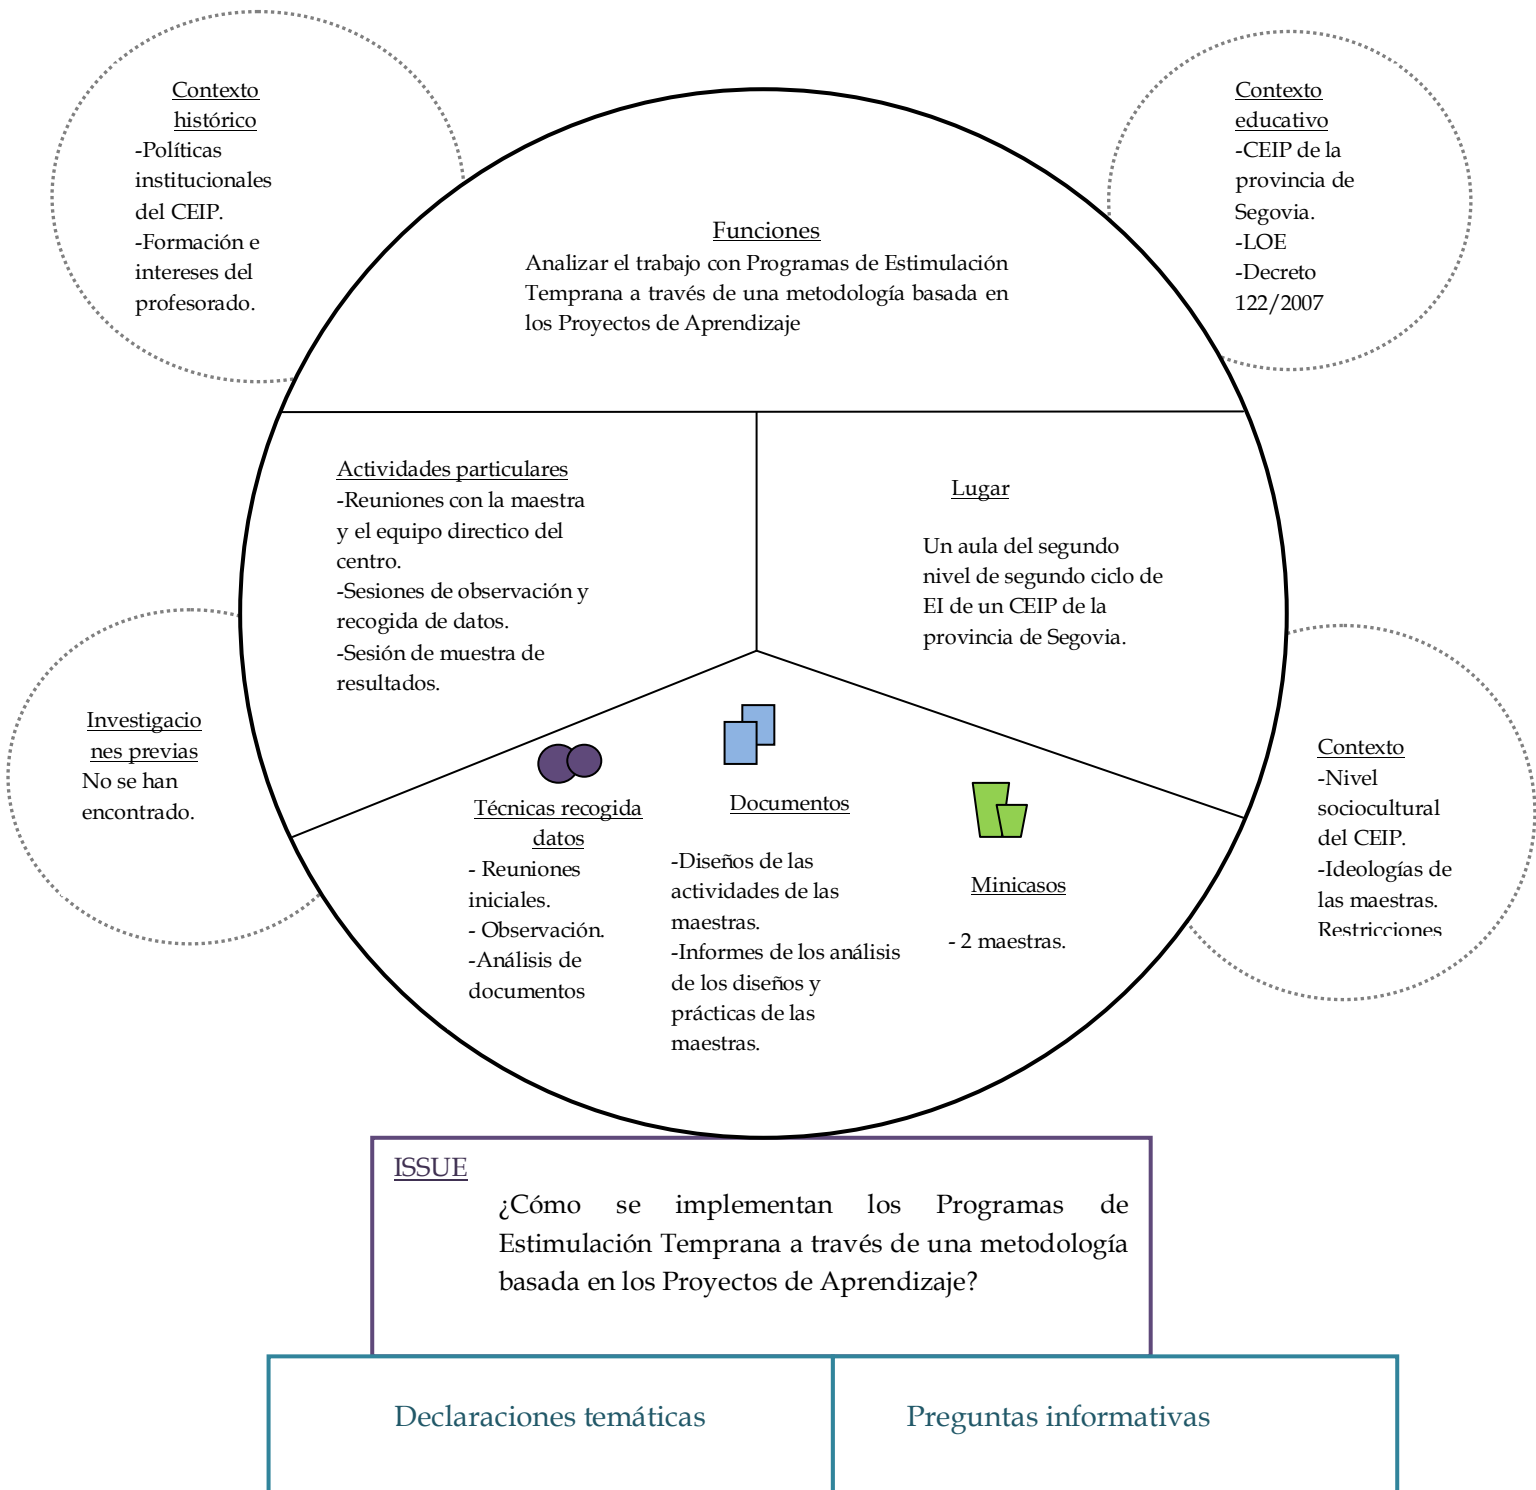 Contexto
histórico
-Políticas
institucionales
del CEIP.
-Formación e
intereses del
profesorado.
Contexto
educativo
-CEIP de la
provincia de
Segovia.
-LOE
-Decreto
122/2007
Funciones
Analizar el trabajo con Programas de Estimulación
Temprana a través de una metodología basada en
los Proyectos de Aprendizaje
Actividades particulares
-Reuniones con la maestra
y el equipo directico del
centro.
-Sesiones de observación y
recogida de datos.
-Sesión de muestra de
resultados.
Lugar
Un aula del segundo
nivel de segundo ciclo de
EI de un CEIP de la
provincia de Segovia.
Investigacio
nes previas
No se han
encontrado.
Contexto
-Nivel
sociocultural
del CEIP.
-Ideologías de
las maestras.
Restricciones
Técnicas recogida
datos
- Reuniones
iniciales.
- Observación.
-Análisis de
documentos
Documentos
-Diseños de las
actividades de las
maestras.
-Informes de los análisis
de los diseños y
prácticas de las
maestras.
Minicasos
- 2 maestras.
ISSUE
¿Cómo se implementan los Programas de
Estimulación Temprana a través de una metodología
basada en los Proyectos de Aprendizaje?
Declaraciones temáticas
Preguntas informativas